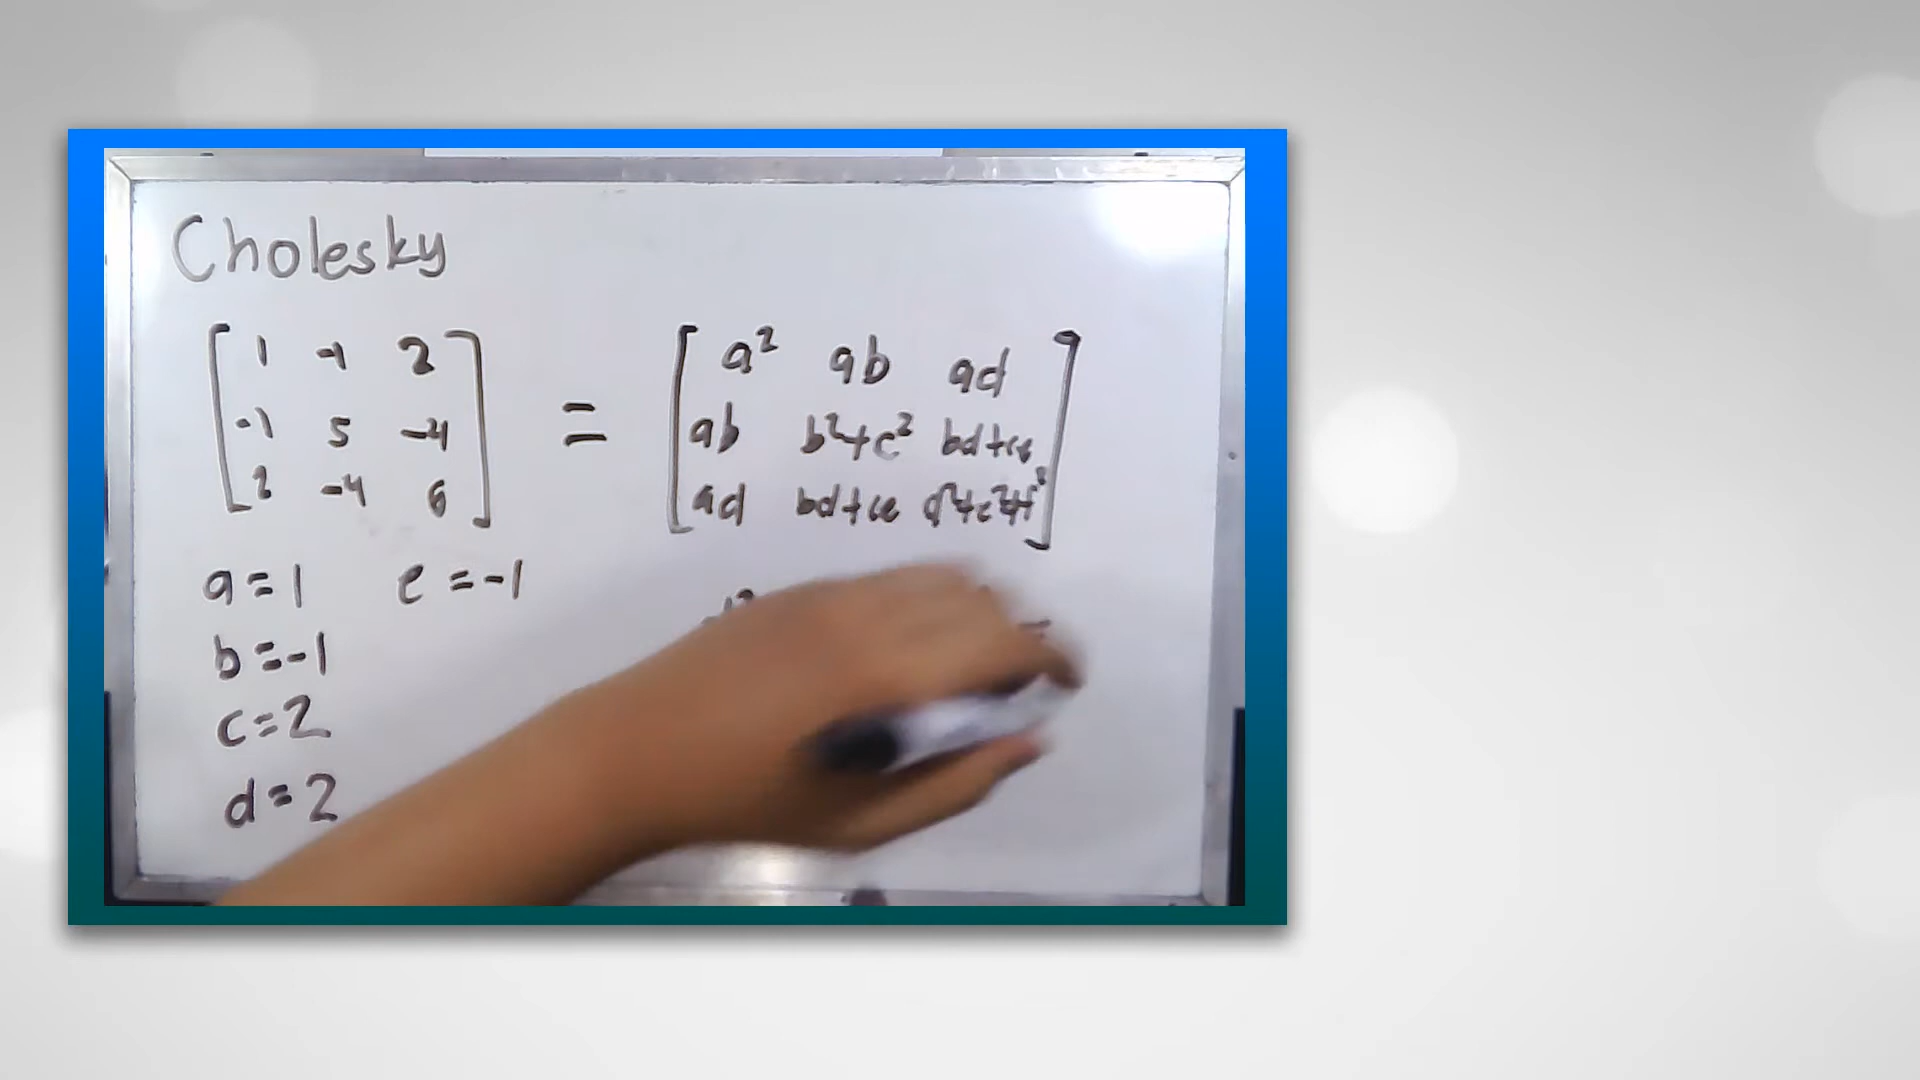 Cholesky
1 -1 2
-1 5 -4
2 -4 6
=
a² ab ad
ab b²+c² bd+ce
ad bd+ce d²+e²+f²
a=1 e=-1
b=-1
c=2
d=2